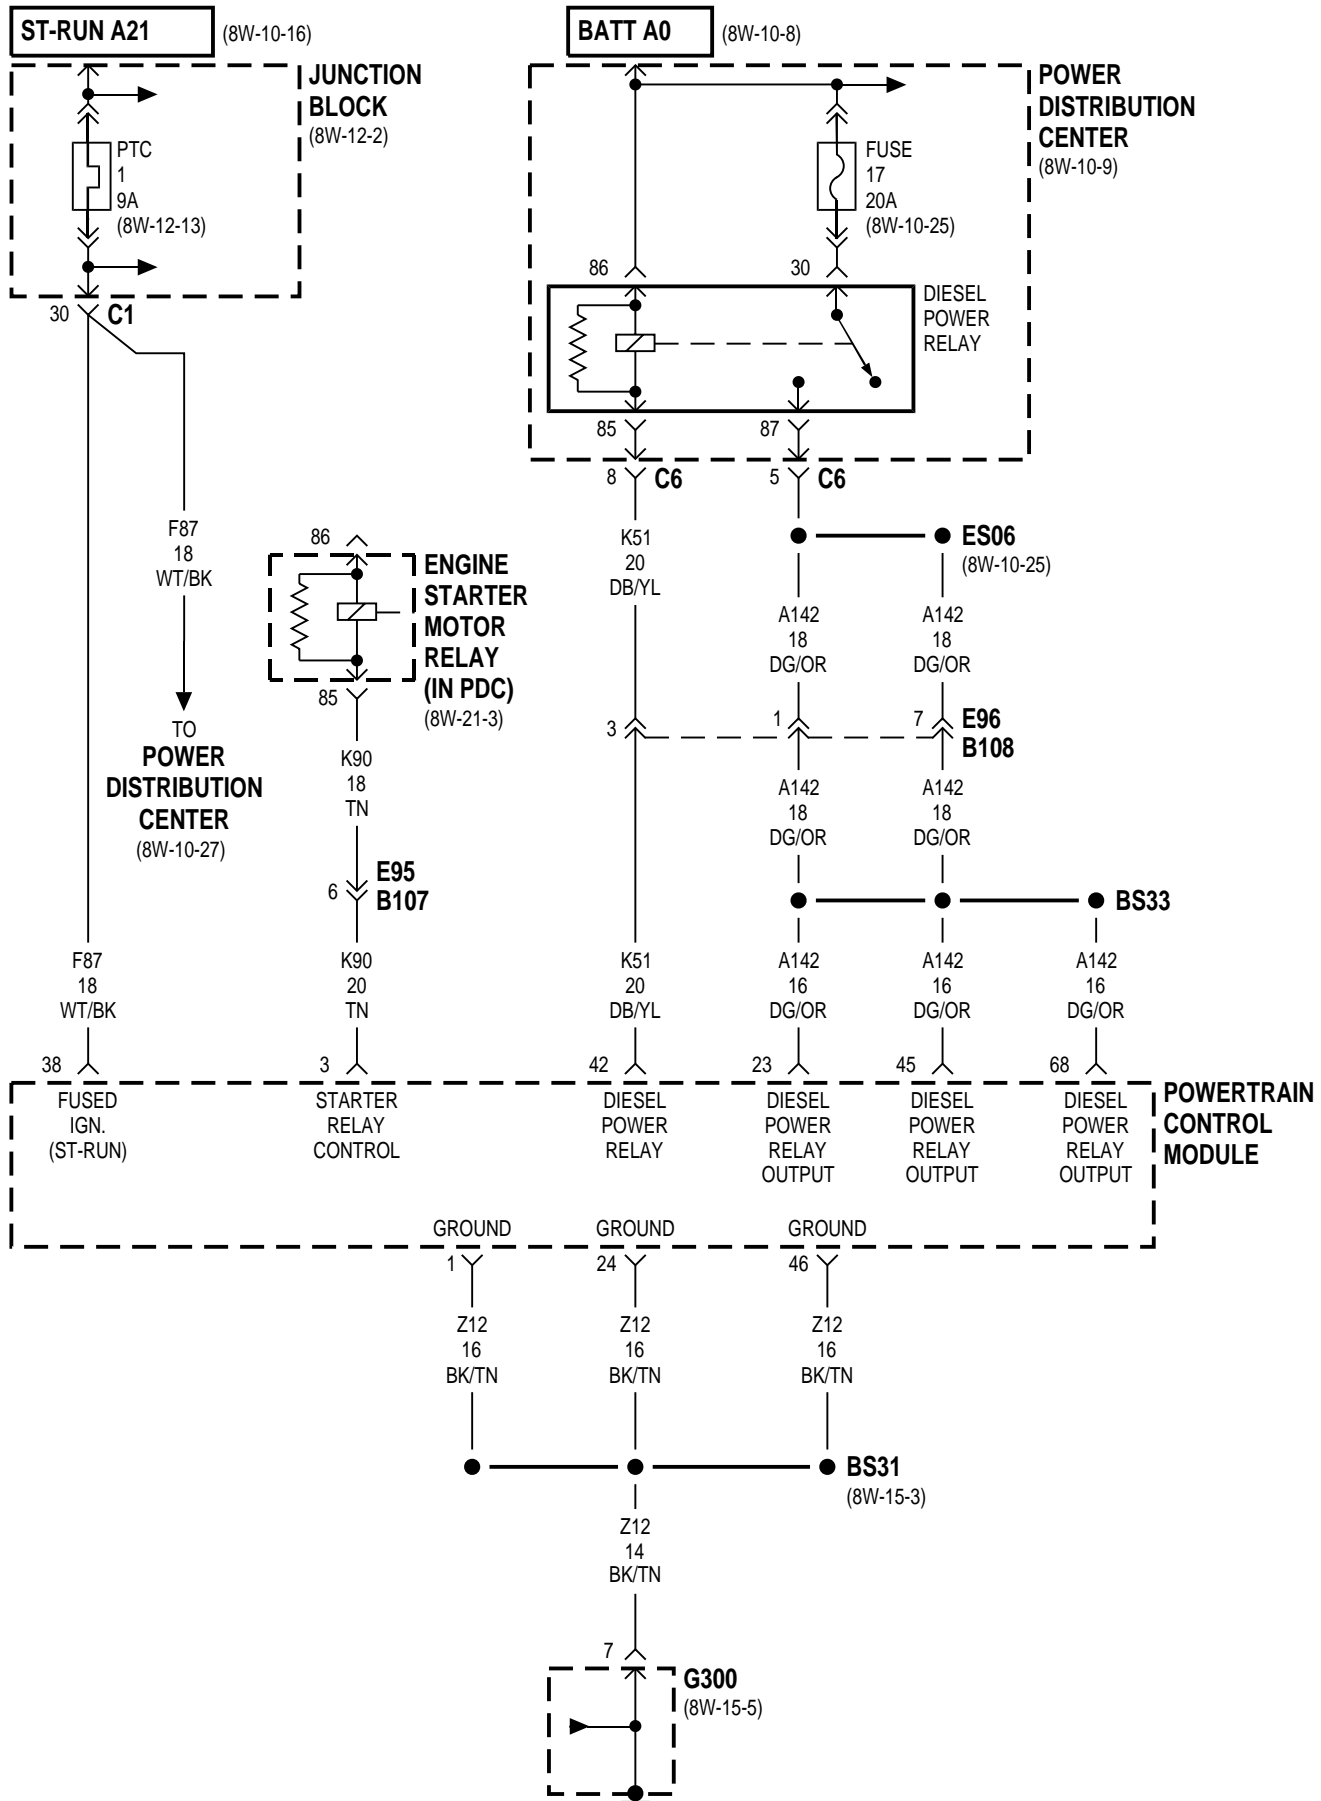 ST-RUN A21
(8W-10-16)
BATT A0
(8W-10-8)
JUNCTION
BLOCK
(8W-12-2)
PTC
1
9A
(8W-12-13)
30
C1
POWER
DISTRIBUTION
CENTER
(8W-10-9)
FUSE
17
20A
(8W-10-25)
86
30
DIESEL
POWER
RELAY
85
87
8
C6
5
C6
F87
18
WT/BK
TO
POWER
DISTRIBUTION
CENTER
(8W-10-27)
86
ENGINE
STARTER
MOTOR
RELAY
(IN PDC)
(8W-21-3)
85
K90
18
TN
6
E95
B107
K51
20
DB/YL
ES06
(8W-10-25)
A142
18
DG/OR
A142
18
DG/OR
3
1
7
E96
B108
A142
18
DG/OR
A142
18
DG/OR
BS33
F87
18
WT/BK
K90
20
TN
K51
20
DB/YL
A142
16
DG/OR
A142
16
DG/OR
A142
16
DG/OR
38
3
42
23
45
68
FUSED
IGN.
(ST-RUN)
STARTER
RELAY
CONTROL
DIESEL
POWER
RELAY
DIESEL
POWER
RELAY
OUTPUT
DIESEL
POWER
RELAY
OUTPUT
DIESEL
POWER
RELAY
OUTPUT
POWERTRAIN
CONTROL
MODULE
GROUND
GROUND
GROUND
1
24
46
Z12
16
BK/TN
Z12
16
BK/TN
Z12
16
BK/TN
BS31
(8W-15-3)
Z12
14
BK/TN
7
G300
(8W-15-5)